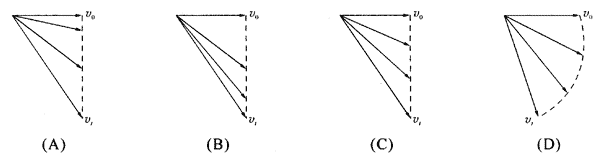 v₀ v₀ v₀ v₀
vₜ vₜ vₜ vₜ
(A) (B) (C) (D)